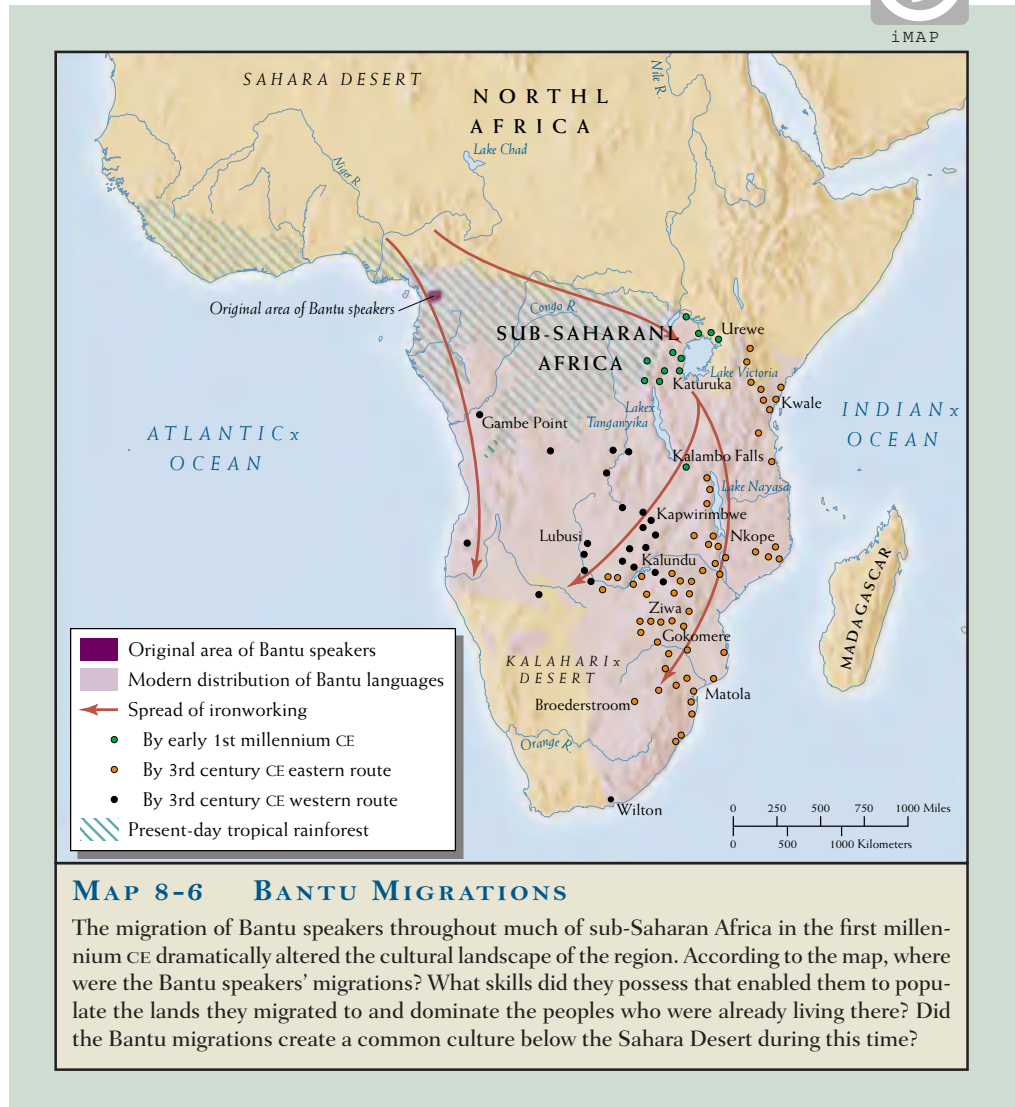 iMAP
SAHARA DESERT
NORTHL
AFRICA
Nile R.
Lake Chad
Niger R.
Original area of Bantu speakers
Congo R.
SUB-SAHARANL
AFRICA
Urewe
Lake Victoria
Katuruka
Kwale
INDIANx
OCEAN
Lakex
Tanganyika
Gambe Point
ATLANTICx
OCEAN
Kalambo Falls
Lake Nayasa
Kapwirimbwe
Lubusi
Nkope
Kalundu
MADAGASCAR
Ziwa
Gokomere
KALAHARIx
DESERT
Broederstroom
Matola
Orange R.
Wilton
Original area of Bantu speakers
Modern distribution of Bantu languages
Spread of ironworking
By early 1st millennium CE
By 3rd century CE eastern route
By 3rd century CE western route
Present-day tropical rainforest
0 250 500 750 1000 Miles
0 500 1000 Kilometers
MAP 8-6 BANTU MIGRATIONS
The migration of Bantu speakers throughout much of sub-Saharan Africa in the first millen-
nium CE dramatically altered the cultural landscape of the region. According to the map, where
were the Bantu speakers' migrations? What skills did they possess that enabled them to popu-
late the lands they migrated to and dominate the peoples who were already living there? Did
the Bantu migrations create a common culture below the Sahara Desert during this time?